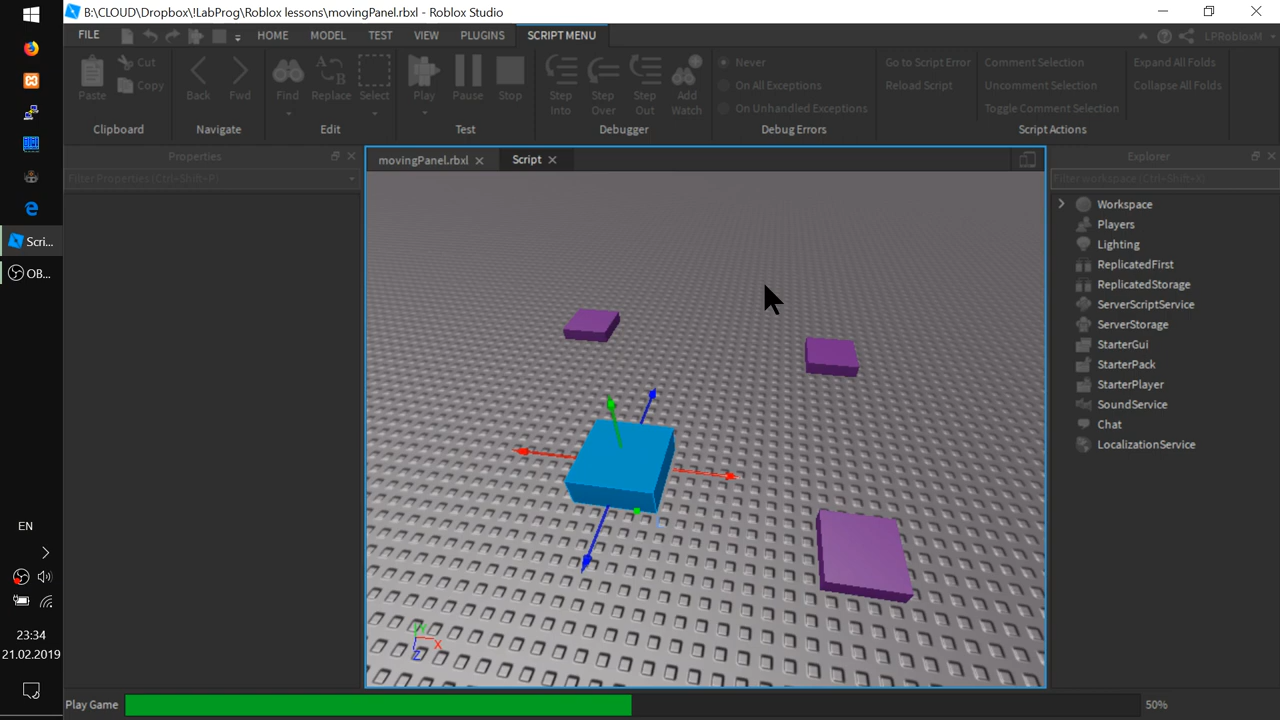 B:\CLOUD\Dropbox\!LabProg\Roblox lessons\movingPanel.rbxl - Roblox Studio
FILE HOME MODEL TEST VIEW PLUGINS SCRIPT MENU LPRobloxM
Cut
Copy
Paste
Back Fwd
Find Replace Select
Play Pause Stop
Step Into
Step Over
Step Out
Add Watch
Never
On All Exceptions
On Unhandled Exceptions
Go to Script Error
Reload Script
Comment Selection
Uncomment Selection
Toggle Comment Selection
Expand All Folds
Collapse All Folds
Clipboard Navigate Edit Test Debugger Debug Errors Script Actions
Properties
Filter Properties (Ctrl+Shift+P)
movingPanel.rbxl Script
Explorer
Filter workspace (Ctrl+Shift+X)
Workspace
Players
Lighting
ReplicatedFirst
ReplicatedStorage
ServerScriptService
ServerStorage
StarterGui
StarterPack
StarterPlayer
SoundService
Chat
LocalizationService
Scri...
OB...
EN
23:34
21.02.2019
Y
X
Z
Play Game 50%